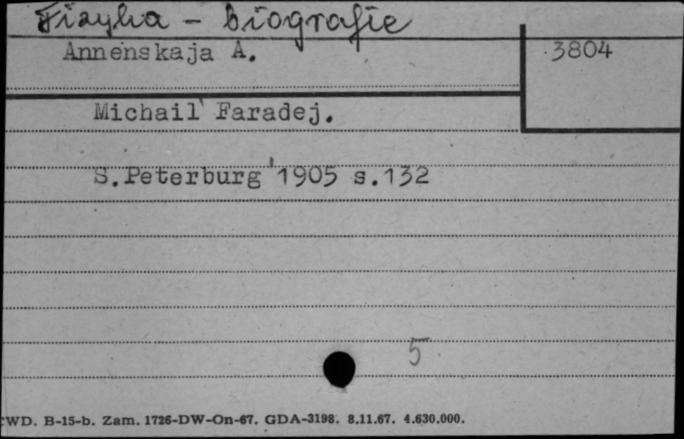 Fizyka - biografie
Annenskaja A.
3804
Michail Faradej.
S.Peterburg 1905 s.132
5
WD. B-15-b. Zam. 1726-DW-On-67. GDA-3198. 8.11.67. 4.630.000.